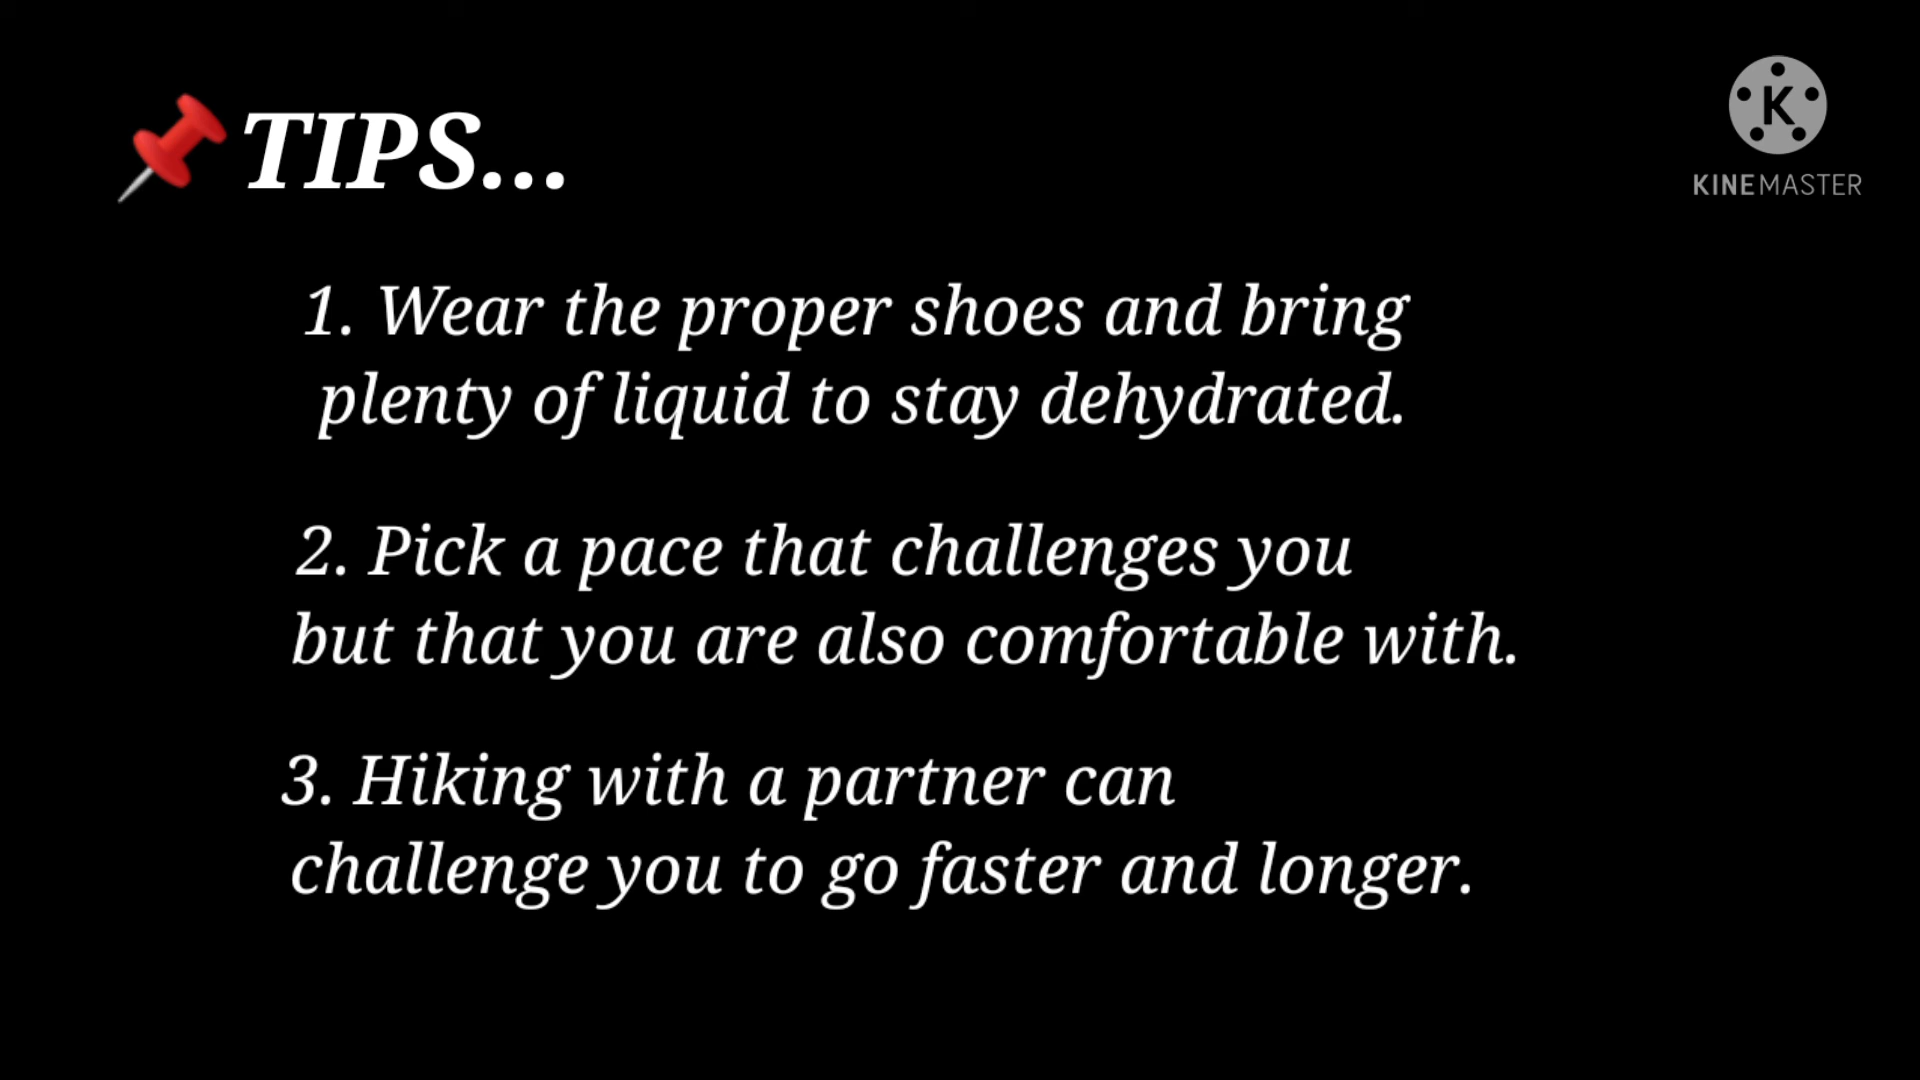 📌TIPS...
K
KINEMASTER
1. Wear the proper shoes and bring
plenty of liquid to stay dehydrated.
2. Pick a pace that challenges you
but that you are also comfortable with.
3. Hiking with a partner can
challenge you to go faster and longer.